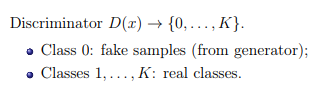 Discriminator D(x) → {0, . . . , K}.
• Class 0: fake samples (from generator);
• Classes 1, . . . , K: real classes.